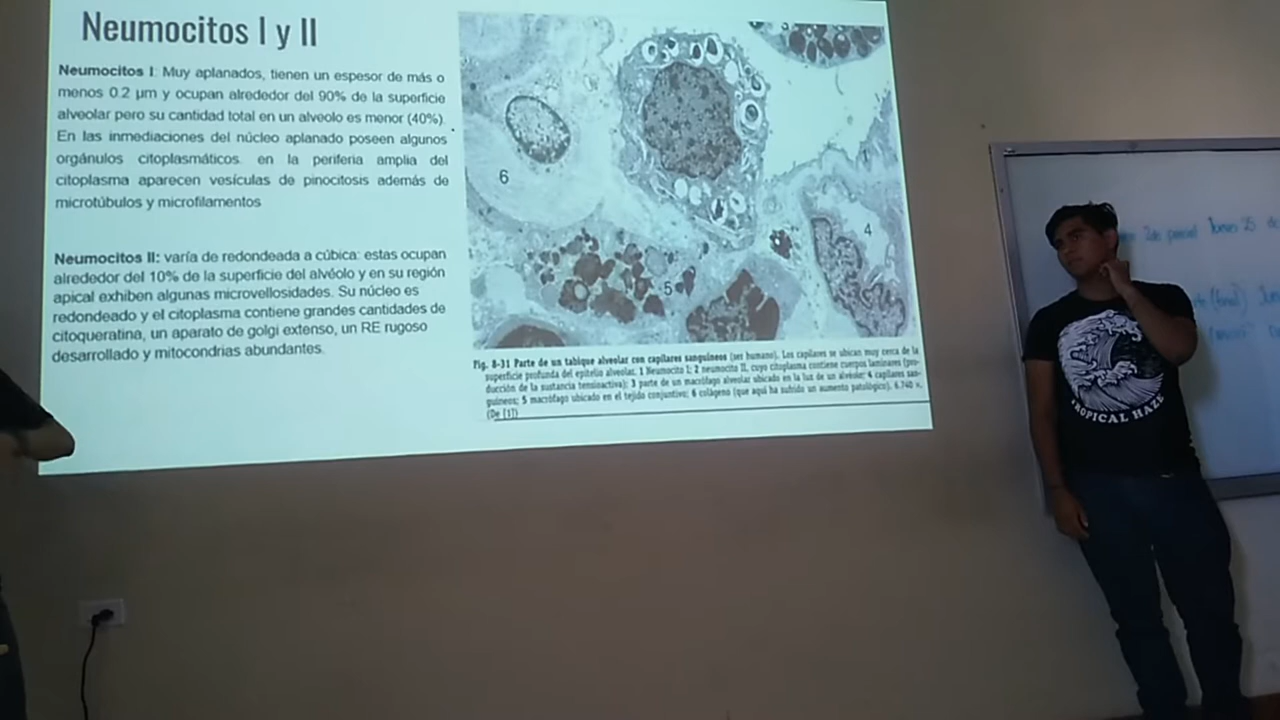 Neumocitos I y II
Neumocitos I: Muy aplanados, tienen un espesor de más o
menos 0.2 µm y ocupan alrededor del 90% de la superficie
alveolar pero su cantidad total en un alveolo es menor (40%).
En las inmediaciones del núcleo aplanado poseen algunos
orgánulos citoplasmáticos. en la periferia amplia del
citoplasma aparecen vesículas de pinocitosis además de
microtúbulos y microfilamentos
Neumocitos II: varía de redondeada a cúbica: estas ocupan
alrededor del 10% de la superficie del alvéolo y en su región
apical exhiben algunas microvellosidades. Su núcleo es
redondeado y el citoplasma contiene grandes cantidades de
citoqueratina, un aparato de golgi extenso, un RE rugoso
desarrollado y mitocondrias abundantes.
3
6
4
5
Fig. 8-31 Parte de un tabique alveolar con capilares sanguíneos (ser humano). Los capilares se ubican muy cerca de la
superficie profunda del epitelio alveolar. 1 Neumocito I; 2 neumocito II, cuyo citoplasma contiene cuerpos laminares (pro-
ducción de la sustancia tensioactiva); 3 parte de un macrófago alveolar ubicado en la luz de un alvéolo; 4 capilares san-
guíneos; 5 macrófago ubicado en el tejido conjuntivo; 6 colágeno (que aquí ha sufrido un aumento patológico). 6.740 ×.
(De [1])
2do parcial lunes 25 de
(final)
TROPICAL HAZE